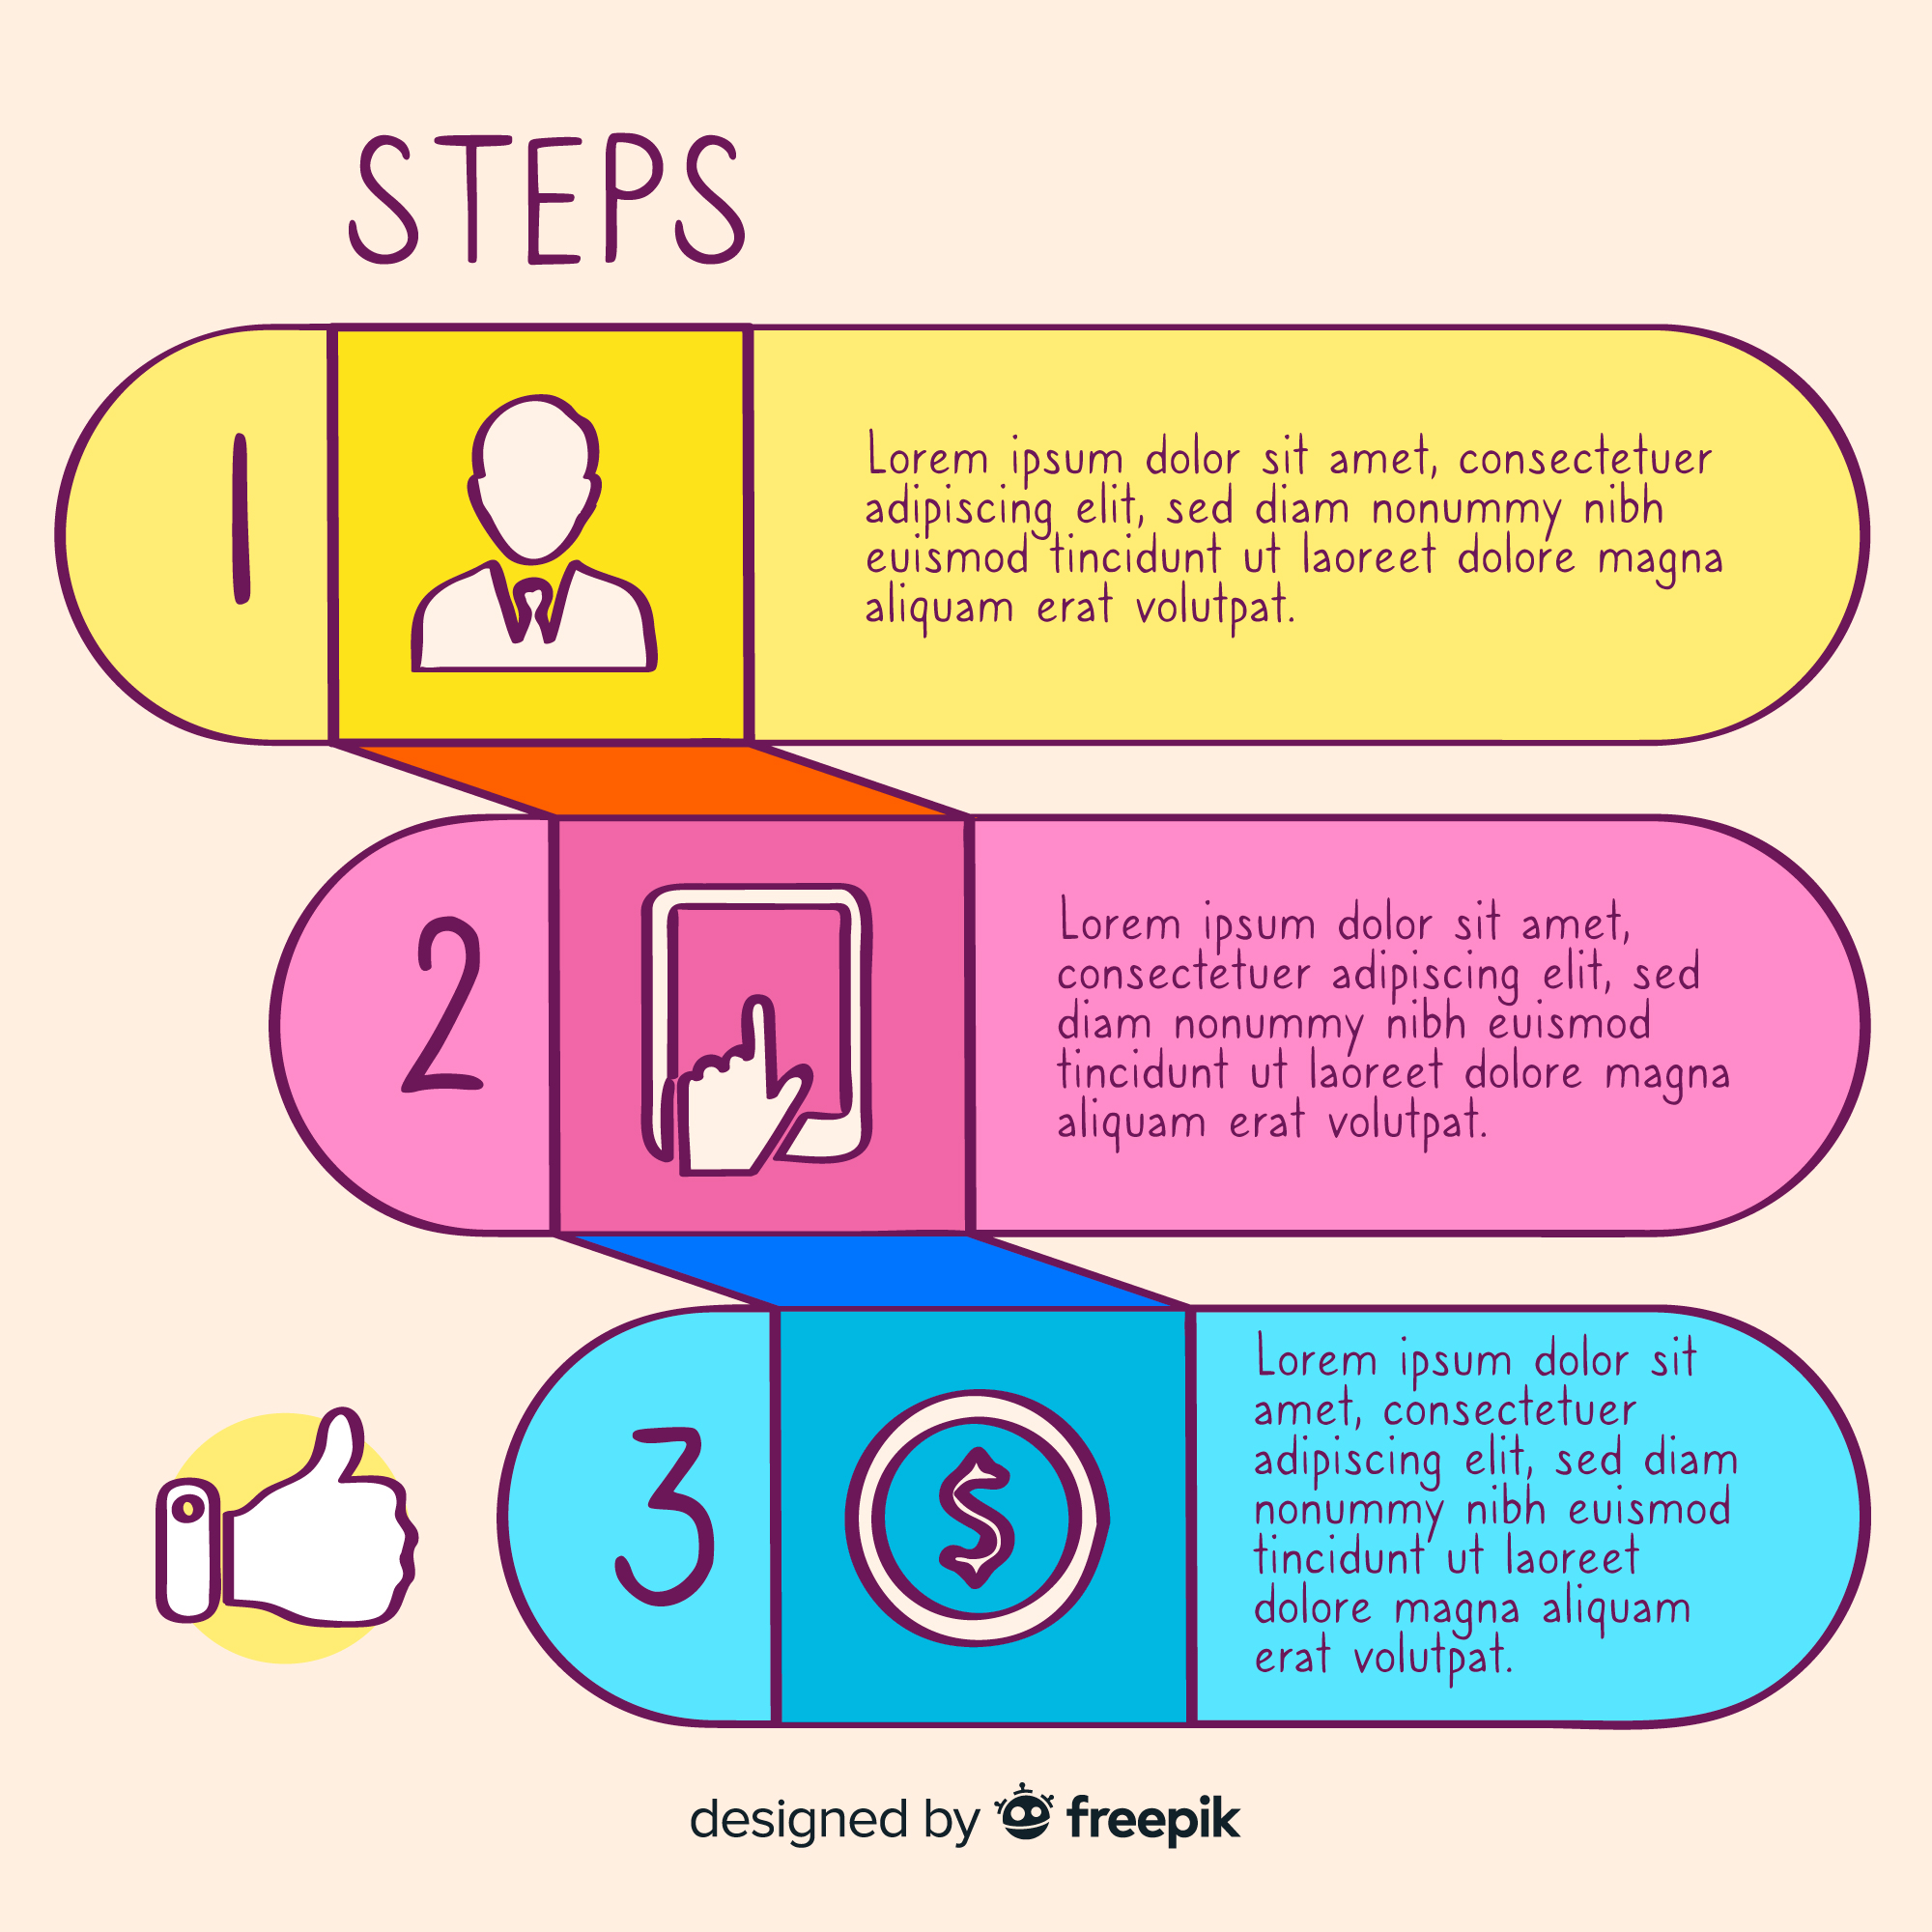 STEPS
1
Lorem ipsum dolor sit amet, consectetuer
adipiscing elit, sed diam nonummy nibh
euismod tincidunt ut laoreet dolore magna
aliquam erat volutpat.
2
Lorem ipsum dolor sit amet,
consectetuer adipiscing elit, sed
diam nonummy nibh euismod
tincidunt ut laoreet dolore magna
aliquam erat volutpat.
3
$
Lorem ipsum dolor sit
amet, consectetuer
adipiscing elit, sed diam
nonummy nibh euismod
tincidunt ut laoreet
dolore magna aliquam
erat volutpat.
designed by freepik